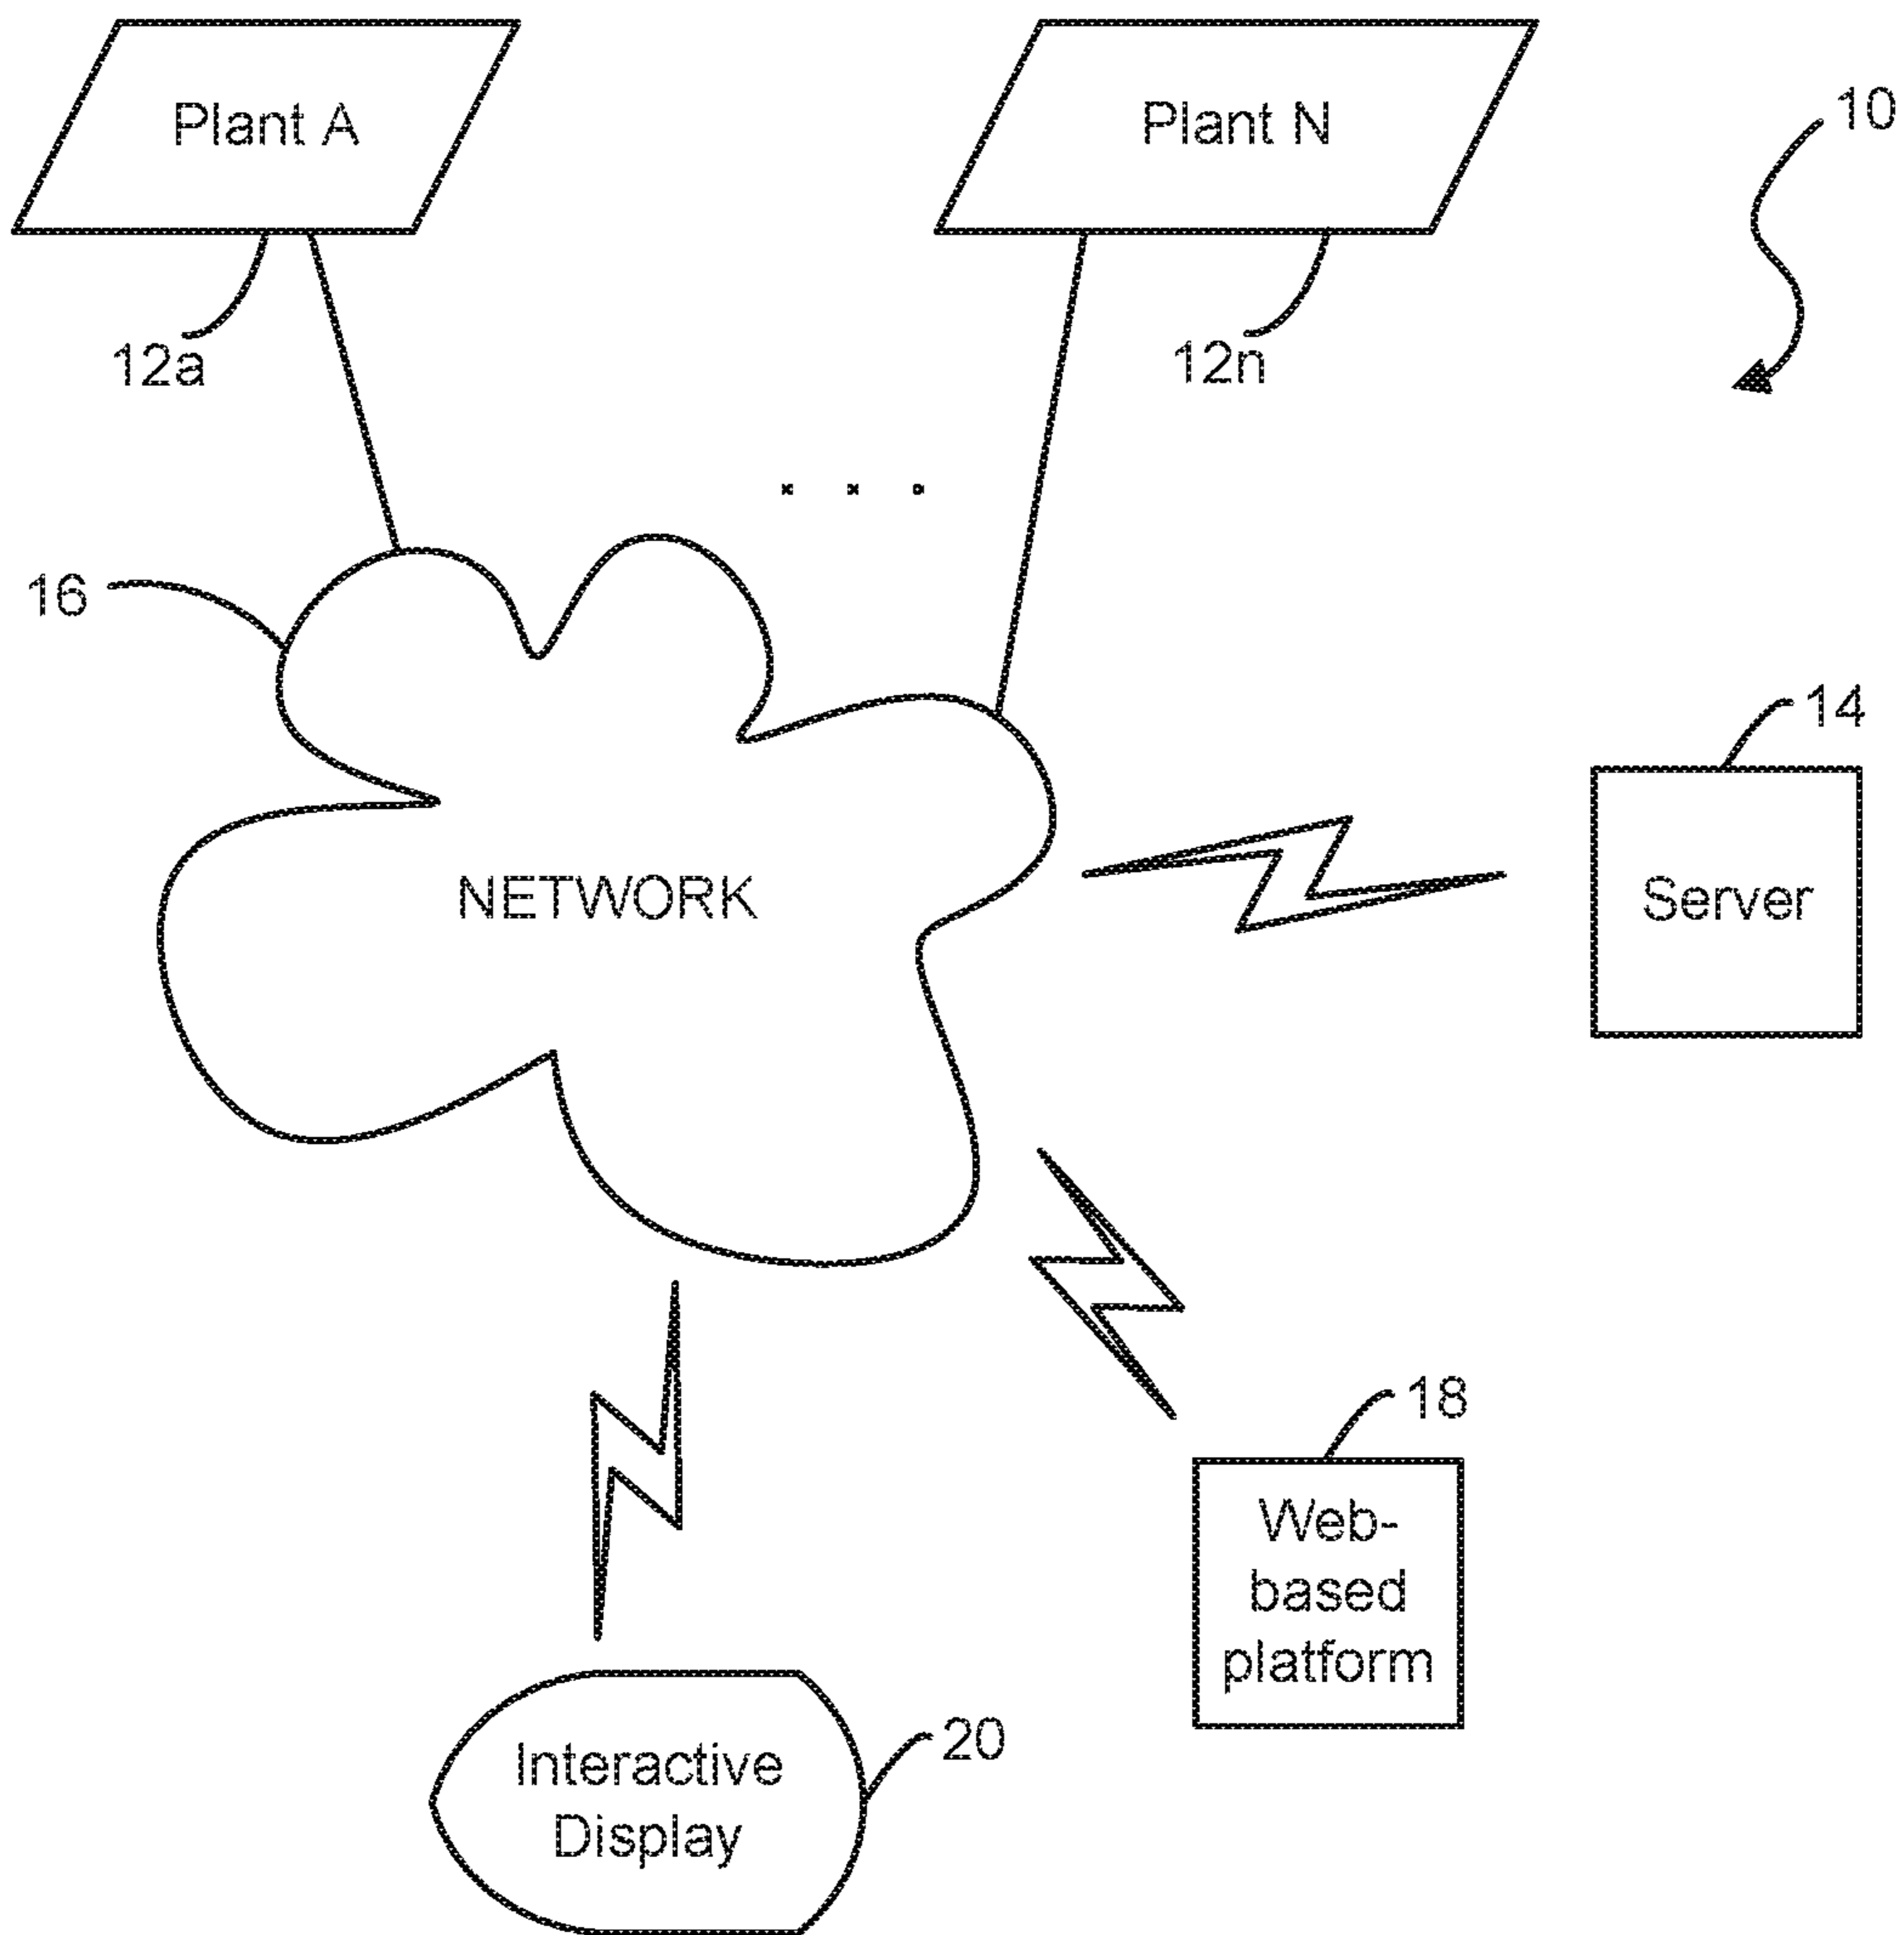 Plant A
Plant N
10
12a
12n
. . .
16
14
NETWORK
Server
18
Web-
based
platform
20
Interactive
Display